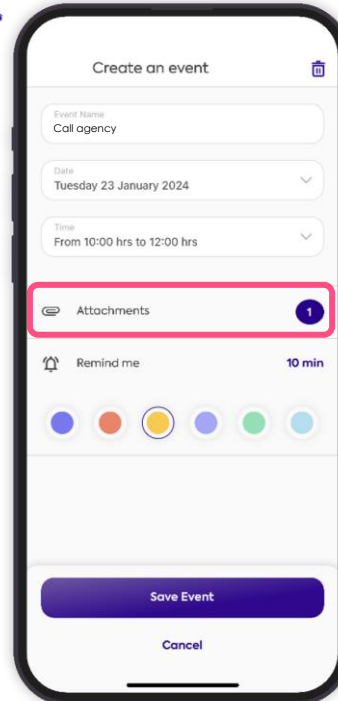 Create an event
Event Name
Call agency
Date
Tuesday 23 January 2024
Time
From 10:00 hrs to 12:00 hrs
Attachments 1
Remind me 10 min
Save Event
Cancel